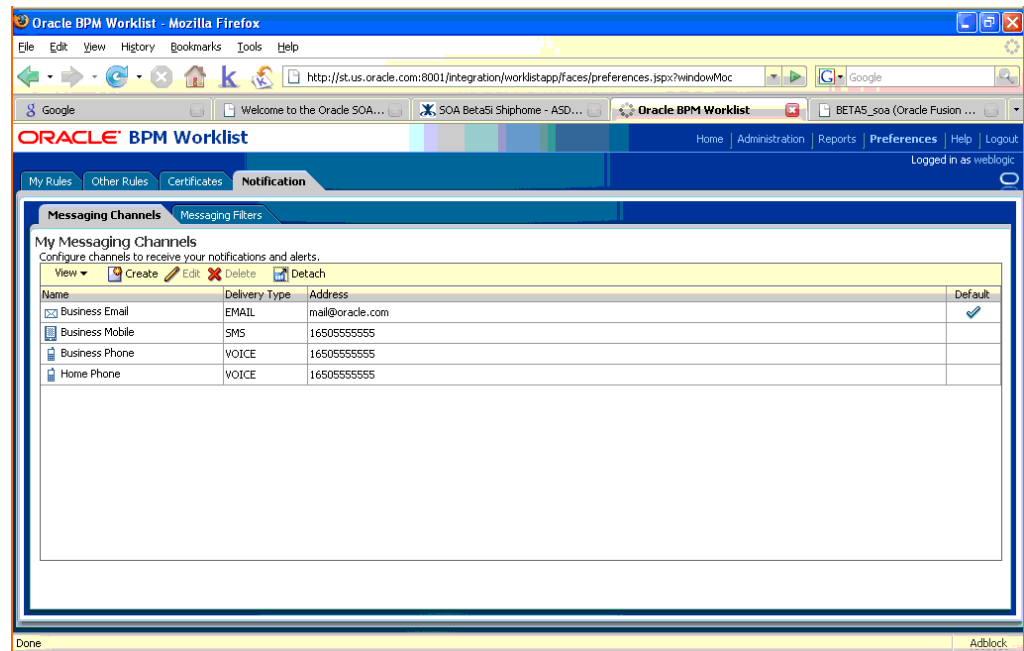 Oracle BPM Worklist - Mozilla Firefox
File Edit View History Bookmarks Tools Help
http://st.us.oracle.com:8001/integration/worklistapp/faces/preferences.jspx?windowMoc G Google
Google Welcome to the Oracle SOA... SOA Beta5i Shiphome - ASD... Oracle BPM Worklist BETA5_soa (Oracle Fusion ...
ORACLE BPM Worklist Home Administration Reports Preferences Help Logout
Logged in as weblogic
My Rules Other Rules Certificates Notification
Messaging Channels Messaging Filters
My Messaging Channels
Configure channels to receive your notifications and alerts.
View Create Edit Delete Detach
Name Delivery Type Address Default
Business Email EMAIL mail@oracle.com
Business Mobile SMS 16505555555
Business Phone VOICE 16505555555
Home Phone VOICE 16505555555
Done Adblock